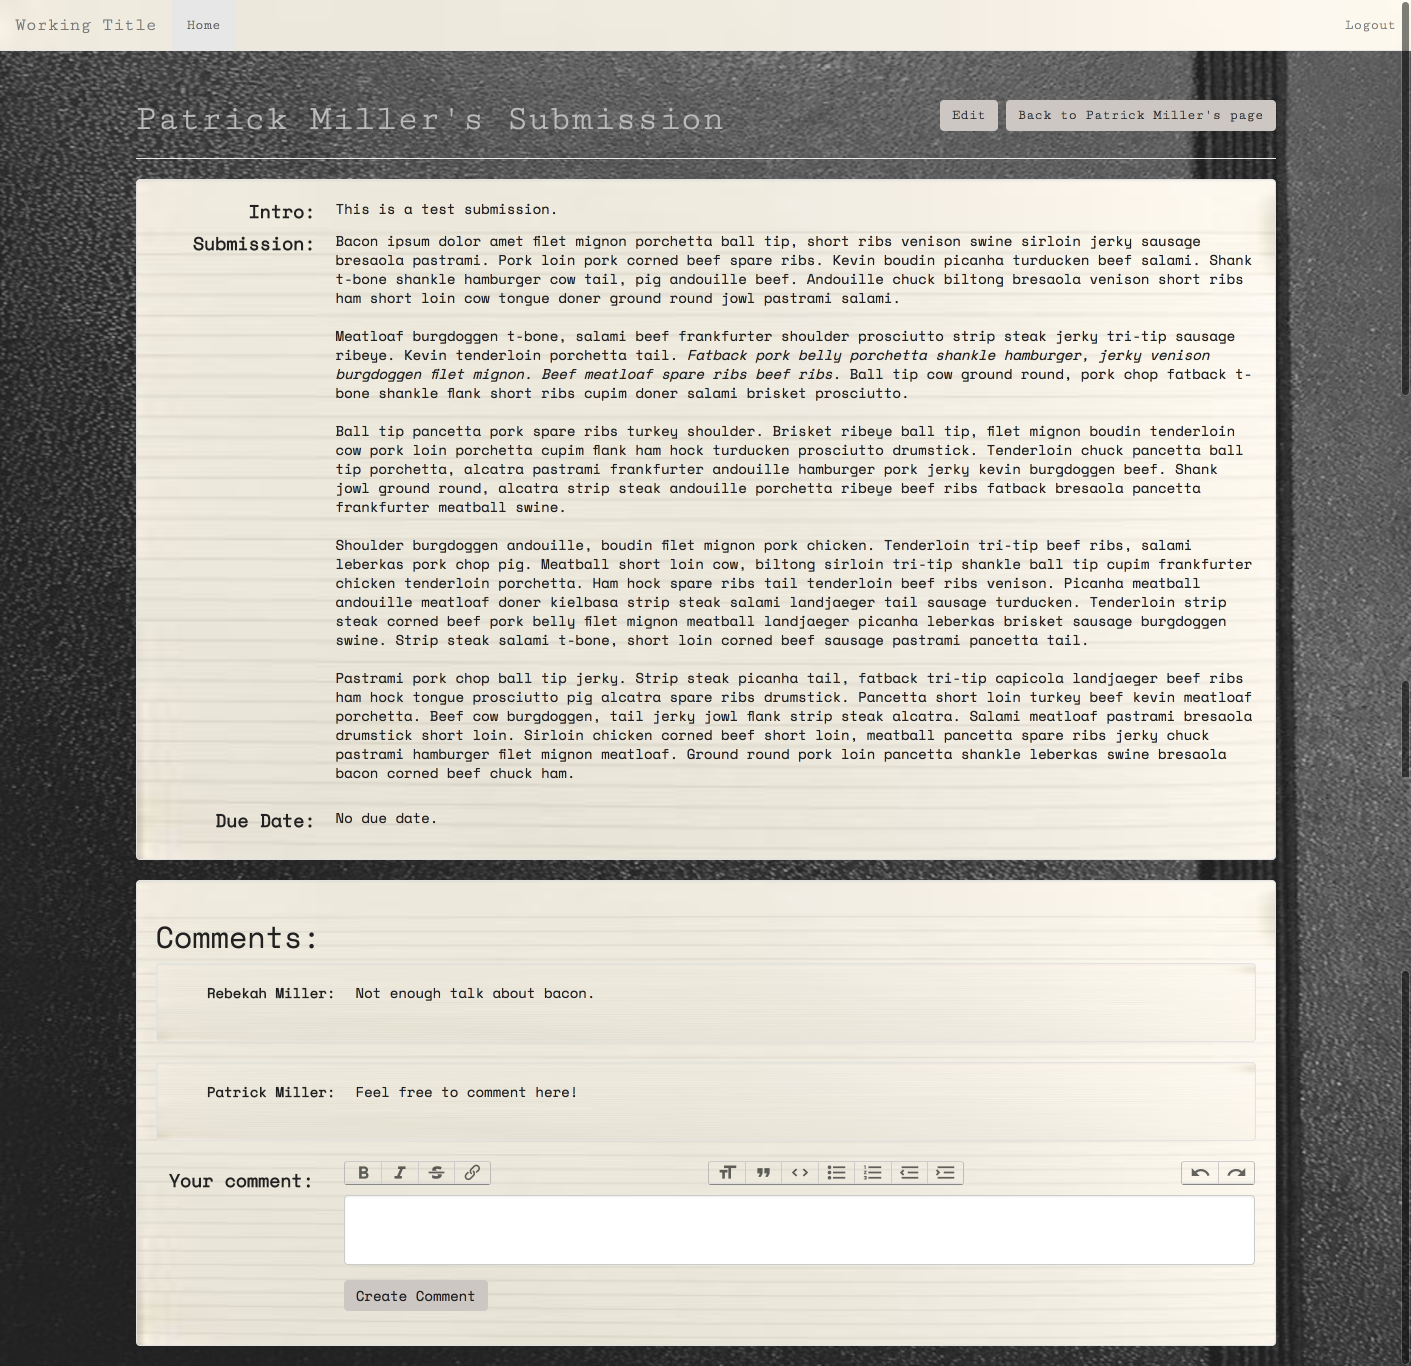 Working Title Home Logout
Patrick Miller's Submission Edit Back to Patrick Miller's page
Intro: This is a test submission.
Submission: Bacon ipsum dolor amet filet mignon porchetta ball tip, short ribs venison swine sirloin jerky sausage
bresaola pastrami. Pork loin pork corned beef spare ribs. Kevin boudin picanha turducken beef salami. Shank
t-bone shankle hamburger cow tail, pig andouille beef. Andouille chuck biltong bresaola venison short ribs
ham short loin cow tongue doner ground round jowl pastrami salami.
Meatloaf burgdoggen t-bone, salami beef frankfurter shoulder prosciutto strip steak jerky tri-tip sausage
ribeye. Kevin tenderloin porchetta tail. Fatback pork belly porchetta shankle hamburger, jerky venison
burgdoggen filet mignon. Beef meatloaf spare ribs beef ribs. Ball tip cow ground round, pork chop fatback t-
bone shankle flank short ribs cupim doner salami brisket prosciutto.
Ball tip pancetta pork spare ribs turkey shoulder. Brisket ribeye ball tip, filet mignon boudin tenderloin
cow pork loin porchetta cupim flank ham hock turducken prosciutto drumstick. Tenderloin chuck pancetta ball
tip porchetta, alcatra pastrami frankfurter andouille hamburger pork jerky kevin burgdoggen beef. Shank
jowl ground round, alcatra strip steak andouille porchetta ribeye beef ribs fatback bresaola pancetta
frankfurter meatball swine.
Shoulder burgdoggen andouille, boudin filet mignon pork chicken. Tenderloin tri-tip beef ribs, salami
leberkas pork chop pig. Meatball short loin cow, biltong sirloin tri-tip shankle ball tip cupim frankfurter
chicken tenderloin porchetta. Ham hock spare ribs tail tenderloin beef ribs venison. Picanha meatball
andouille meatloaf doner kielbasa strip steak salami landjaeger tail sausage turducken. Tenderloin strip
steak corned beef pork belly filet mignon meatball landjaeger picanha leberkas brisket sausage burgdoggen
swine. Strip steak salami t-bone, short loin corned beef sausage pastrami pancetta tail.
Pastrami pork chop ball tip jerky. Strip steak picanha tail, fatback tri-tip capicola landjaeger beef ribs
ham hock tongue prosciutto pig alcatra spare ribs drumstick. Pancetta short loin turkey beef kevin meatloaf
porchetta. Beef cow burgdoggen, tail jerky jowl flank strip steak alcatra. Salami meatloaf pastrami bresaola
drumstick short loin. Sirloin chicken corned beef short loin, meatball pancetta spare ribs jerky chuck
pastrami hamburger filet mignon meatloaf. Ground round pork loin pancetta shankle leberkas swine bresaola
bacon corned beef chuck ham.
Due Date: No due date.
Comments:
Rebekah Miller: Not enough talk about bacon.
Patrick Miller: Feel free to comment here!
Your comment:
Create Comment